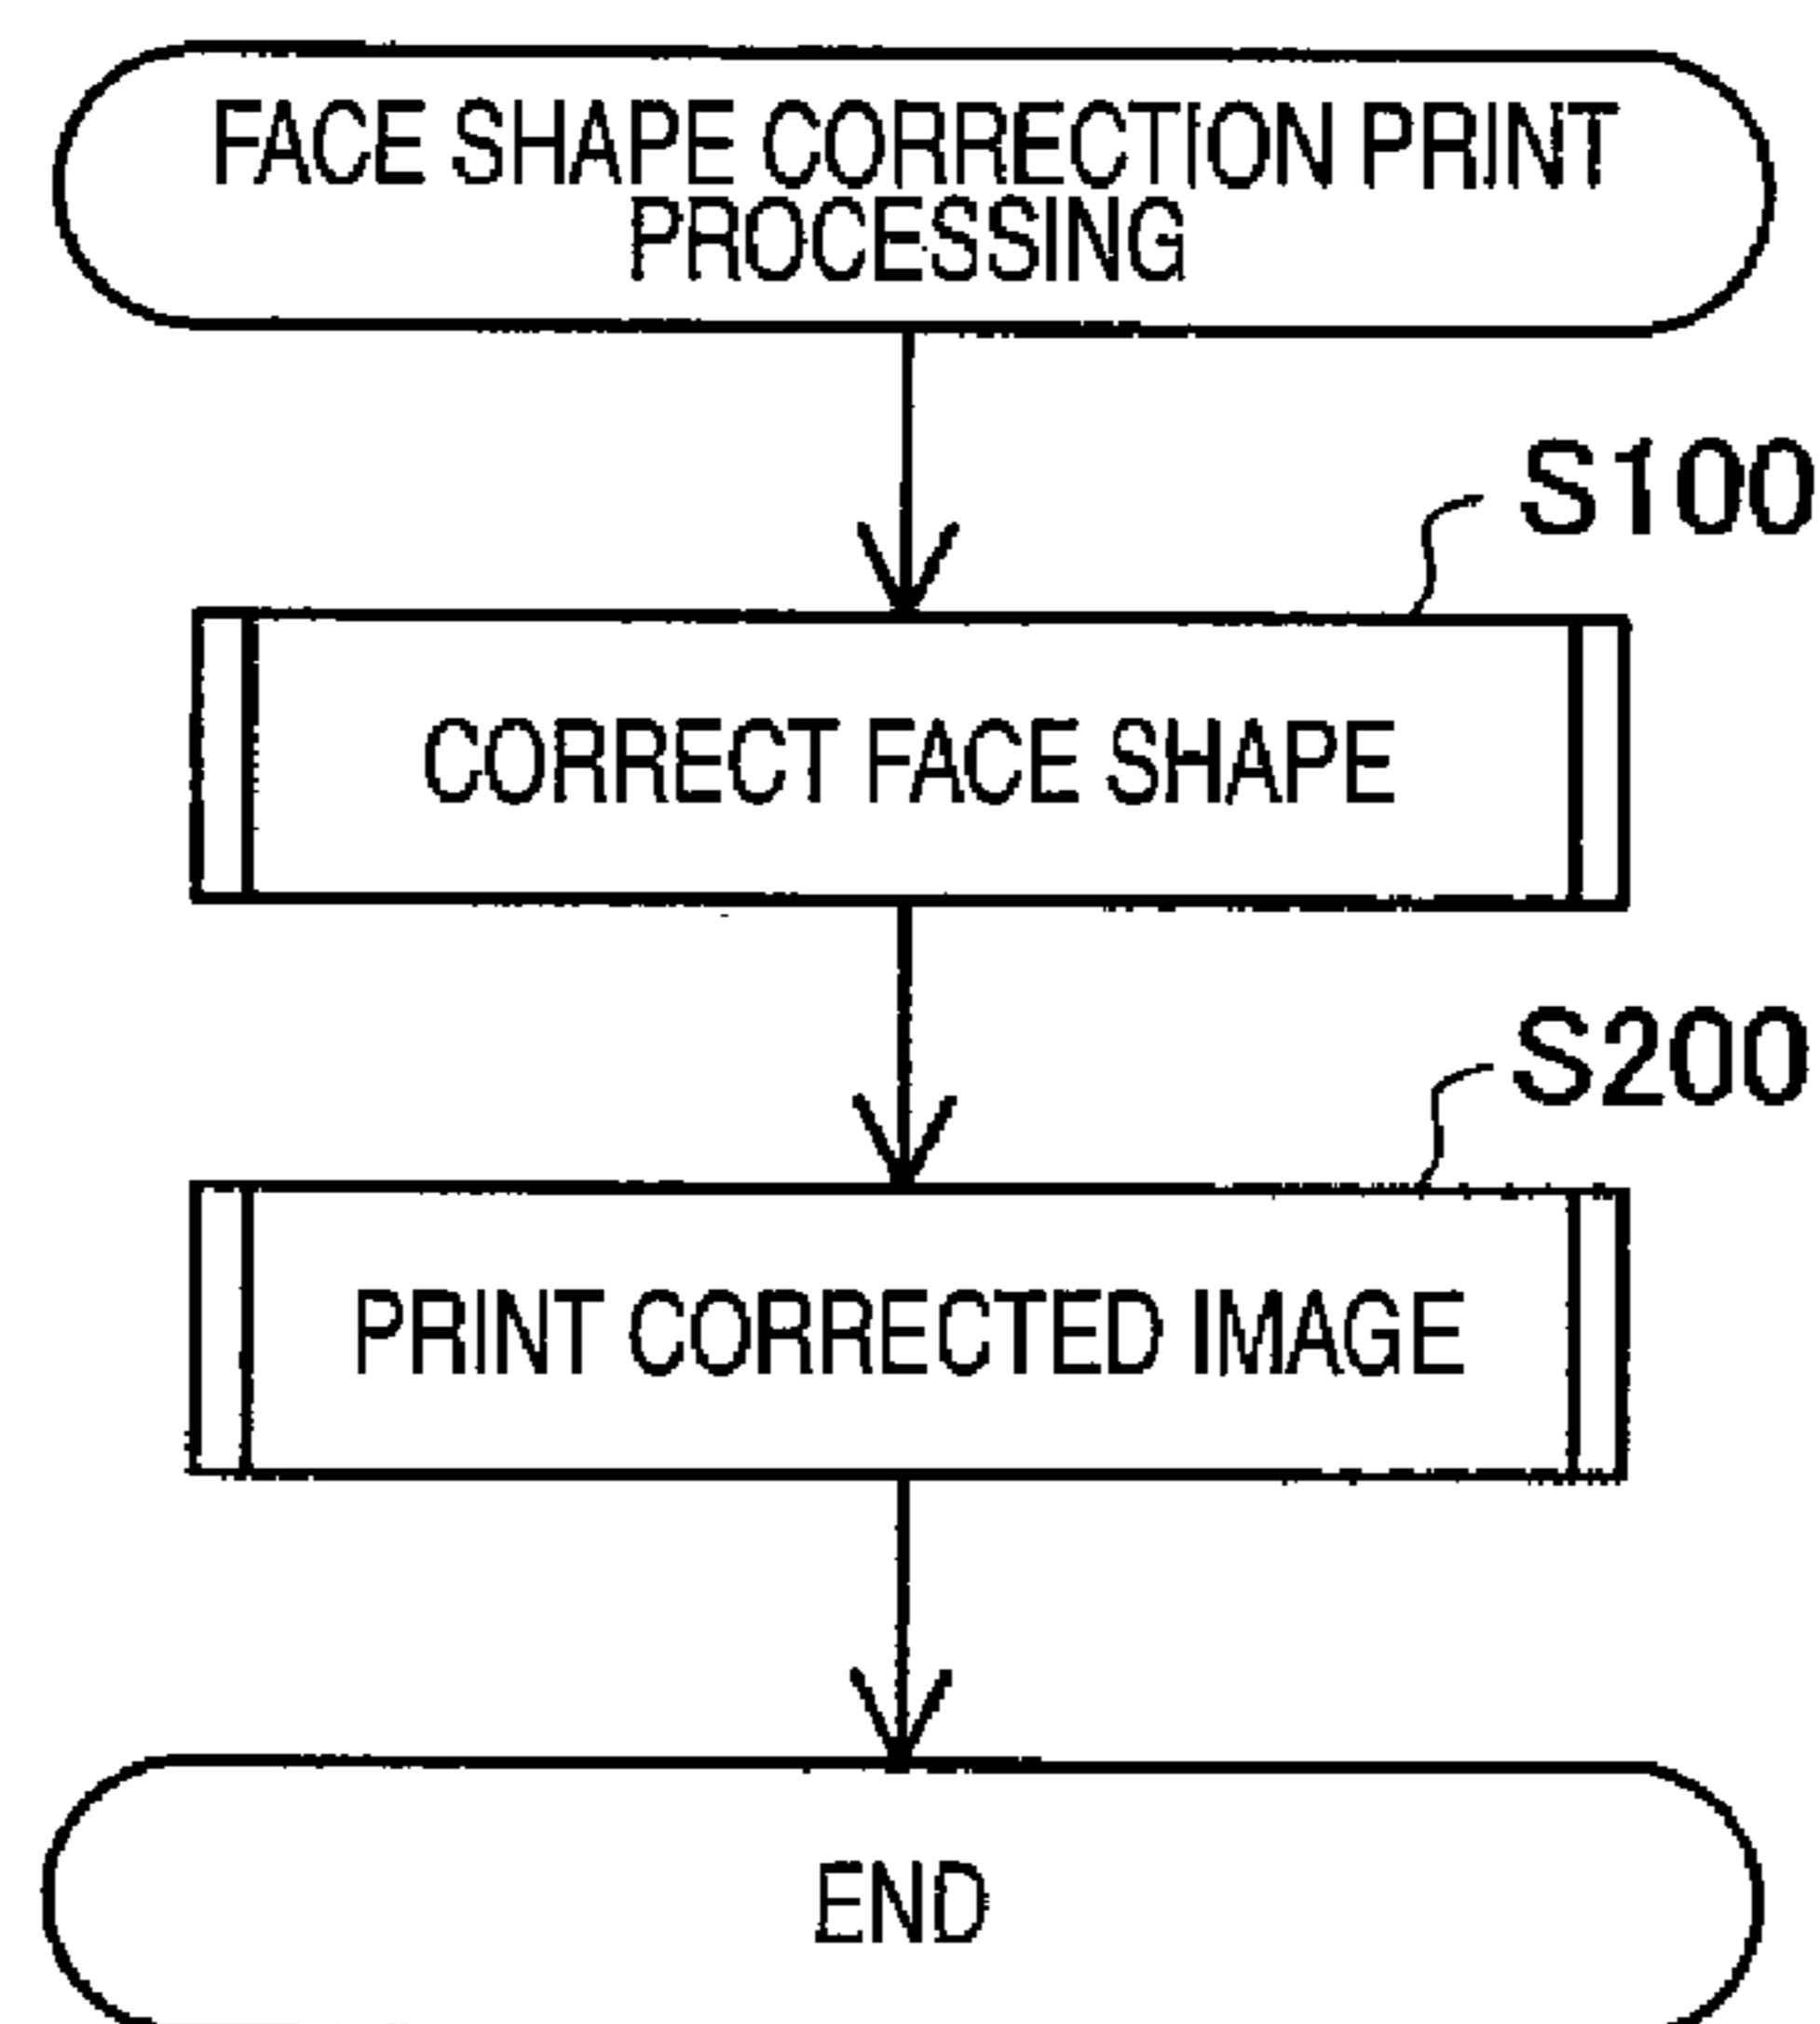 FACE SHAPE CORRECTION PRINT
PROCESSING
S100
CORRECT FACE SHAPE
S200
PRINT CORRECTED IMAGE
END